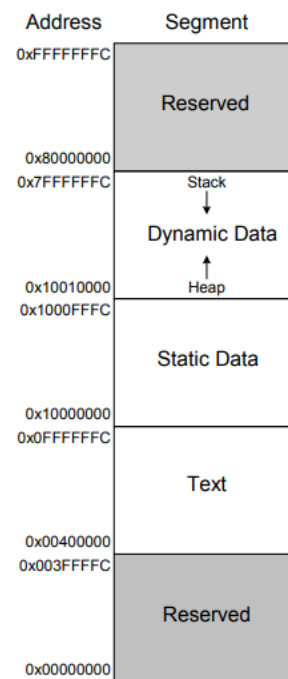 Address Segment
0xFFFFFFFC
Reserved
0x80000000
0x7FFFFFFC Stack
Dynamic Data
0x10010000 Heap
0x1000FFFC
Static Data
0x10000000
0x0FFFFFFC
Text
0x00400000
0x003FFFFC
Reserved
0x00000000